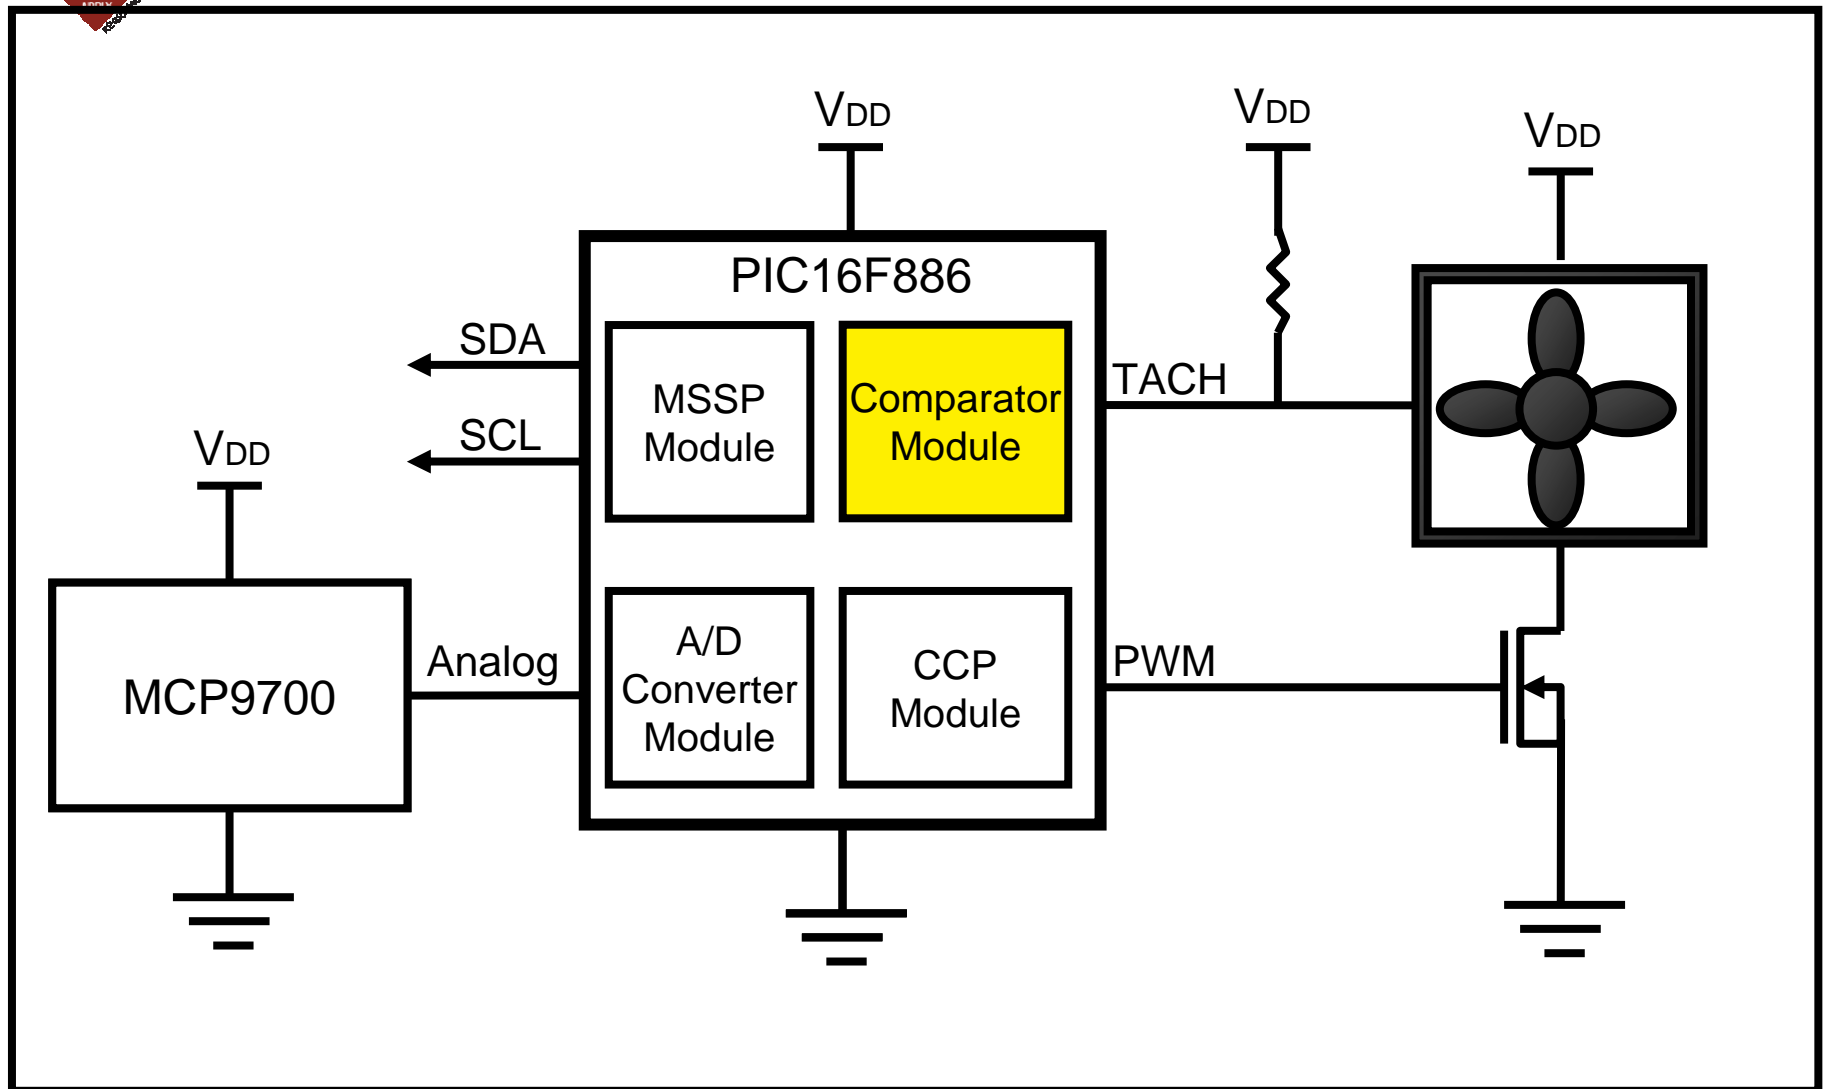 APPLY
VDD
VDD
VDD
PIC16F886
SDA
MSSP
Module
Comparator
Module
TACH
SCL
VDD
MCP9700
Analog
A/D
Converter
Module
CCP
Module
PWM